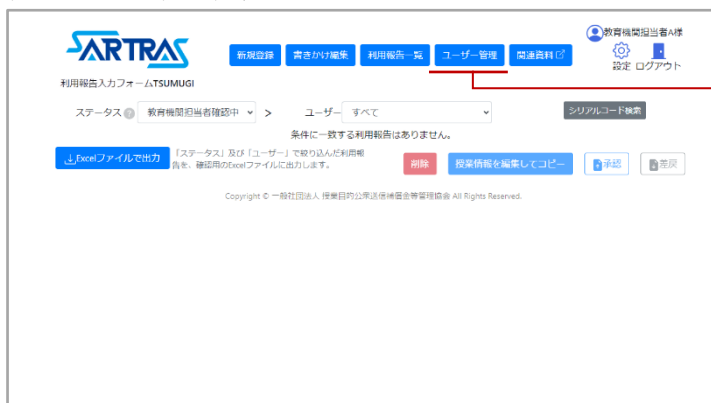 教育機関担当者A様
SARTRAS
新規登録 書きかけ編集 利用報告一覧 ユーザー管理 関連資料
設定 ログアウト
利用報告入力フォームTSUMUGI
ステータス ? 教育機関担当者確認中 > ユーザー すべて シリアルコード検索
条件に一致する利用報告はありません。
Excelファイルで出力 「ステータス」及び「ユーザー」で絞り込んだ利用報
告を、確認用のExcelファイルに出力します。
削除 授業情報を編集してコピー 承認 差戻
Copyright © 一般社団法人 授業目的公衆送信補償金等管理協会 All Rights Reserved.